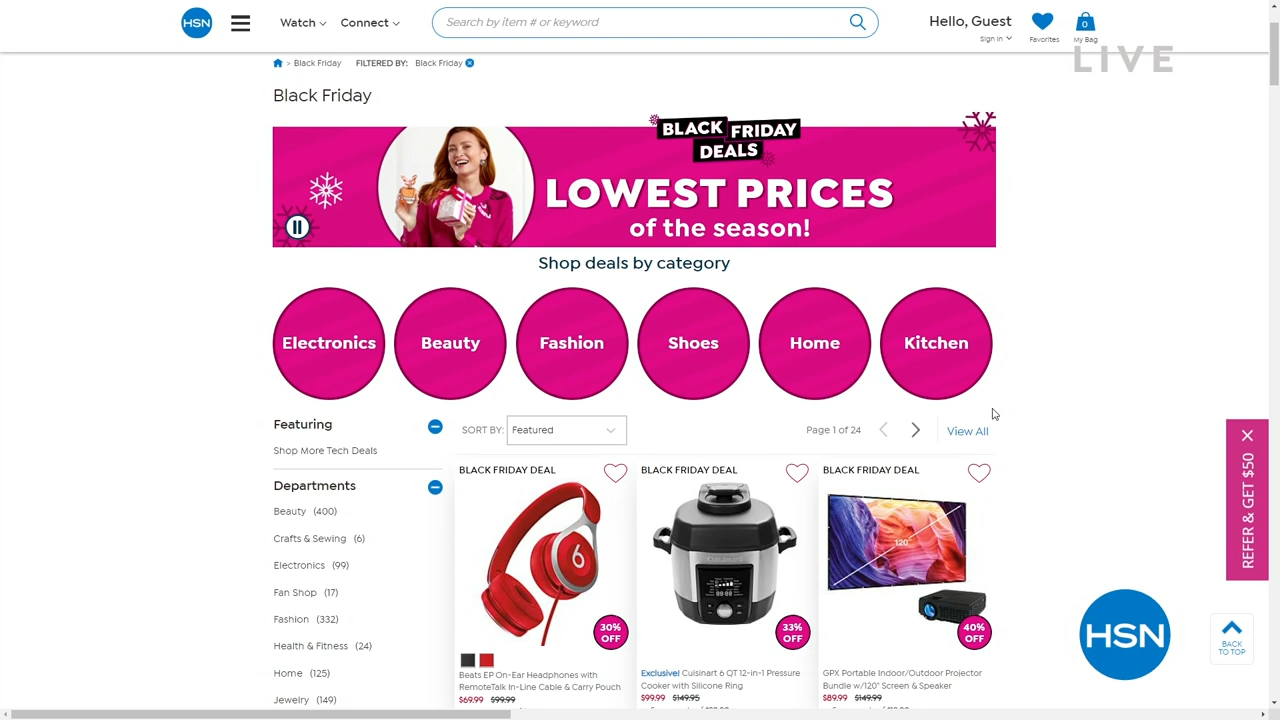 HSN
Watch
Connect
Search by item # or keyword
Hello, Guest
Sign In
Favorites
0
My Bag
LIVE
> Black Friday
FILTERED BY:
Black Friday
Black Friday
BLACK FRIDAY
DEALS
LOWEST PRICES
of the season!
Shop deals by category
Electronics
Beauty
Fashion
Shoes
Home
Kitchen
Featuring
Shop More Tech Deals
Departments
Beauty (400)
Crafts & Sewing (6)
Electronics (99)
Fan Shop (17)
Fashion (332)
Health & Fitness (24)
Home (125)
Jewelry (149)
SORT BY:
Featured
Page 1 of 24
View All
BLACK FRIDAY DEAL
30%
OFF
Beats EP On-Ear Headphones with
RemoteTalk In-Line Cable & Carry Pouch
$69.99 $99.99
BLACK FRIDAY DEAL
33%
OFF
Exclusive! Cuisinart 6 QT 12-in-1 Pressure
Cooker with Silicone Ring
$99.99 $149.95
BLACK FRIDAY DEAL
120"
40%
OFF
GPX Portable Indoor/Outdoor Projector
Bundle w/120" Screen & Speaker
$89.99 $149.99
REFER & GET $50
HSN
BACK
TO TOP